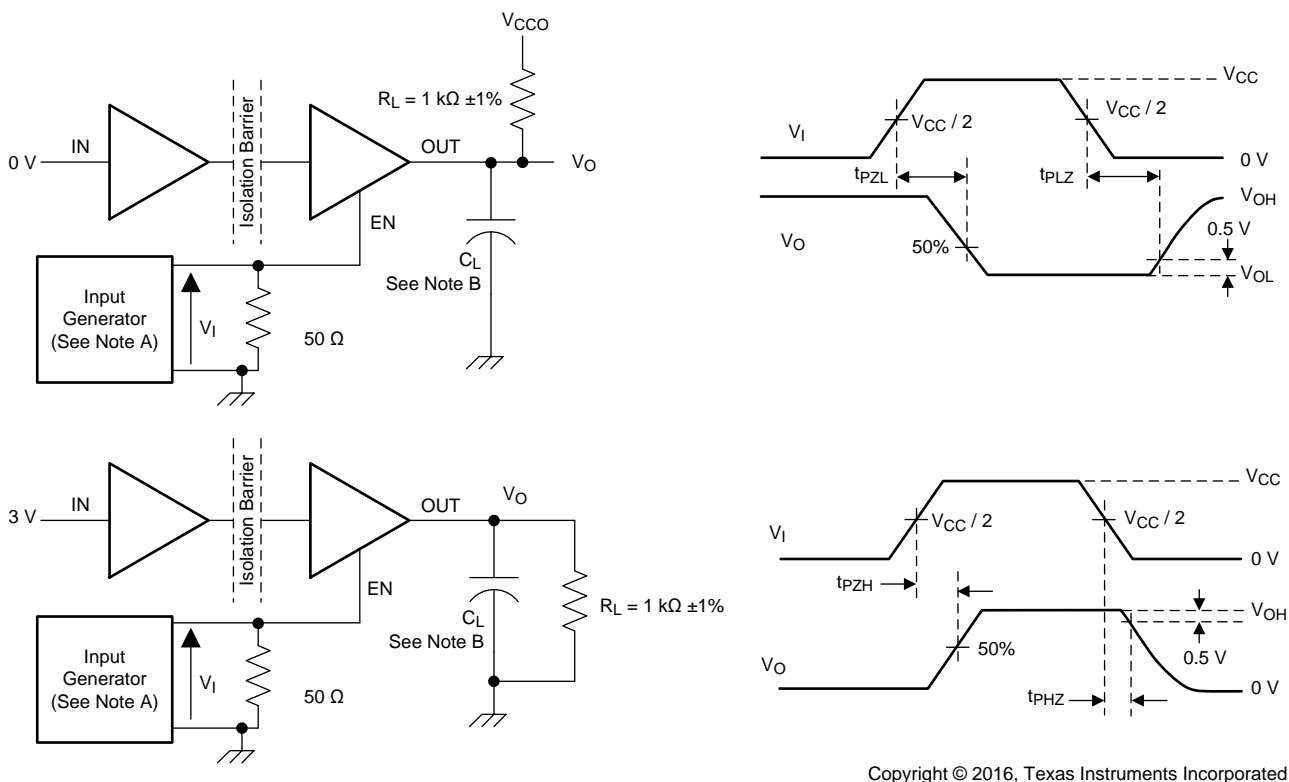 VCCO
RL = 1 kΩ ±1%
0 V
IN
Isolation Barrier
OUT
VO
EN
CL
See Note B
Input
Generator
(See Note A)
VI
50 Ω
VCC
VI
VCC / 2
VCC / 2
0 V
tPZL
tPLZ
VOH
0.5 V
VO
50%
VOL
3 V
IN
Isolation Barrier
OUT
VO
EN
CL
See Note B
RL = 1 kΩ ±1%
Input
Generator
(See Note A)
VI
50 Ω
VCC
VI
VCC / 2
VCC / 2
0 V
tPZH
VOH
50%
0.5 V
VO
tPHZ
0 V
Copyright © 2016, Texas Instruments Incorporated